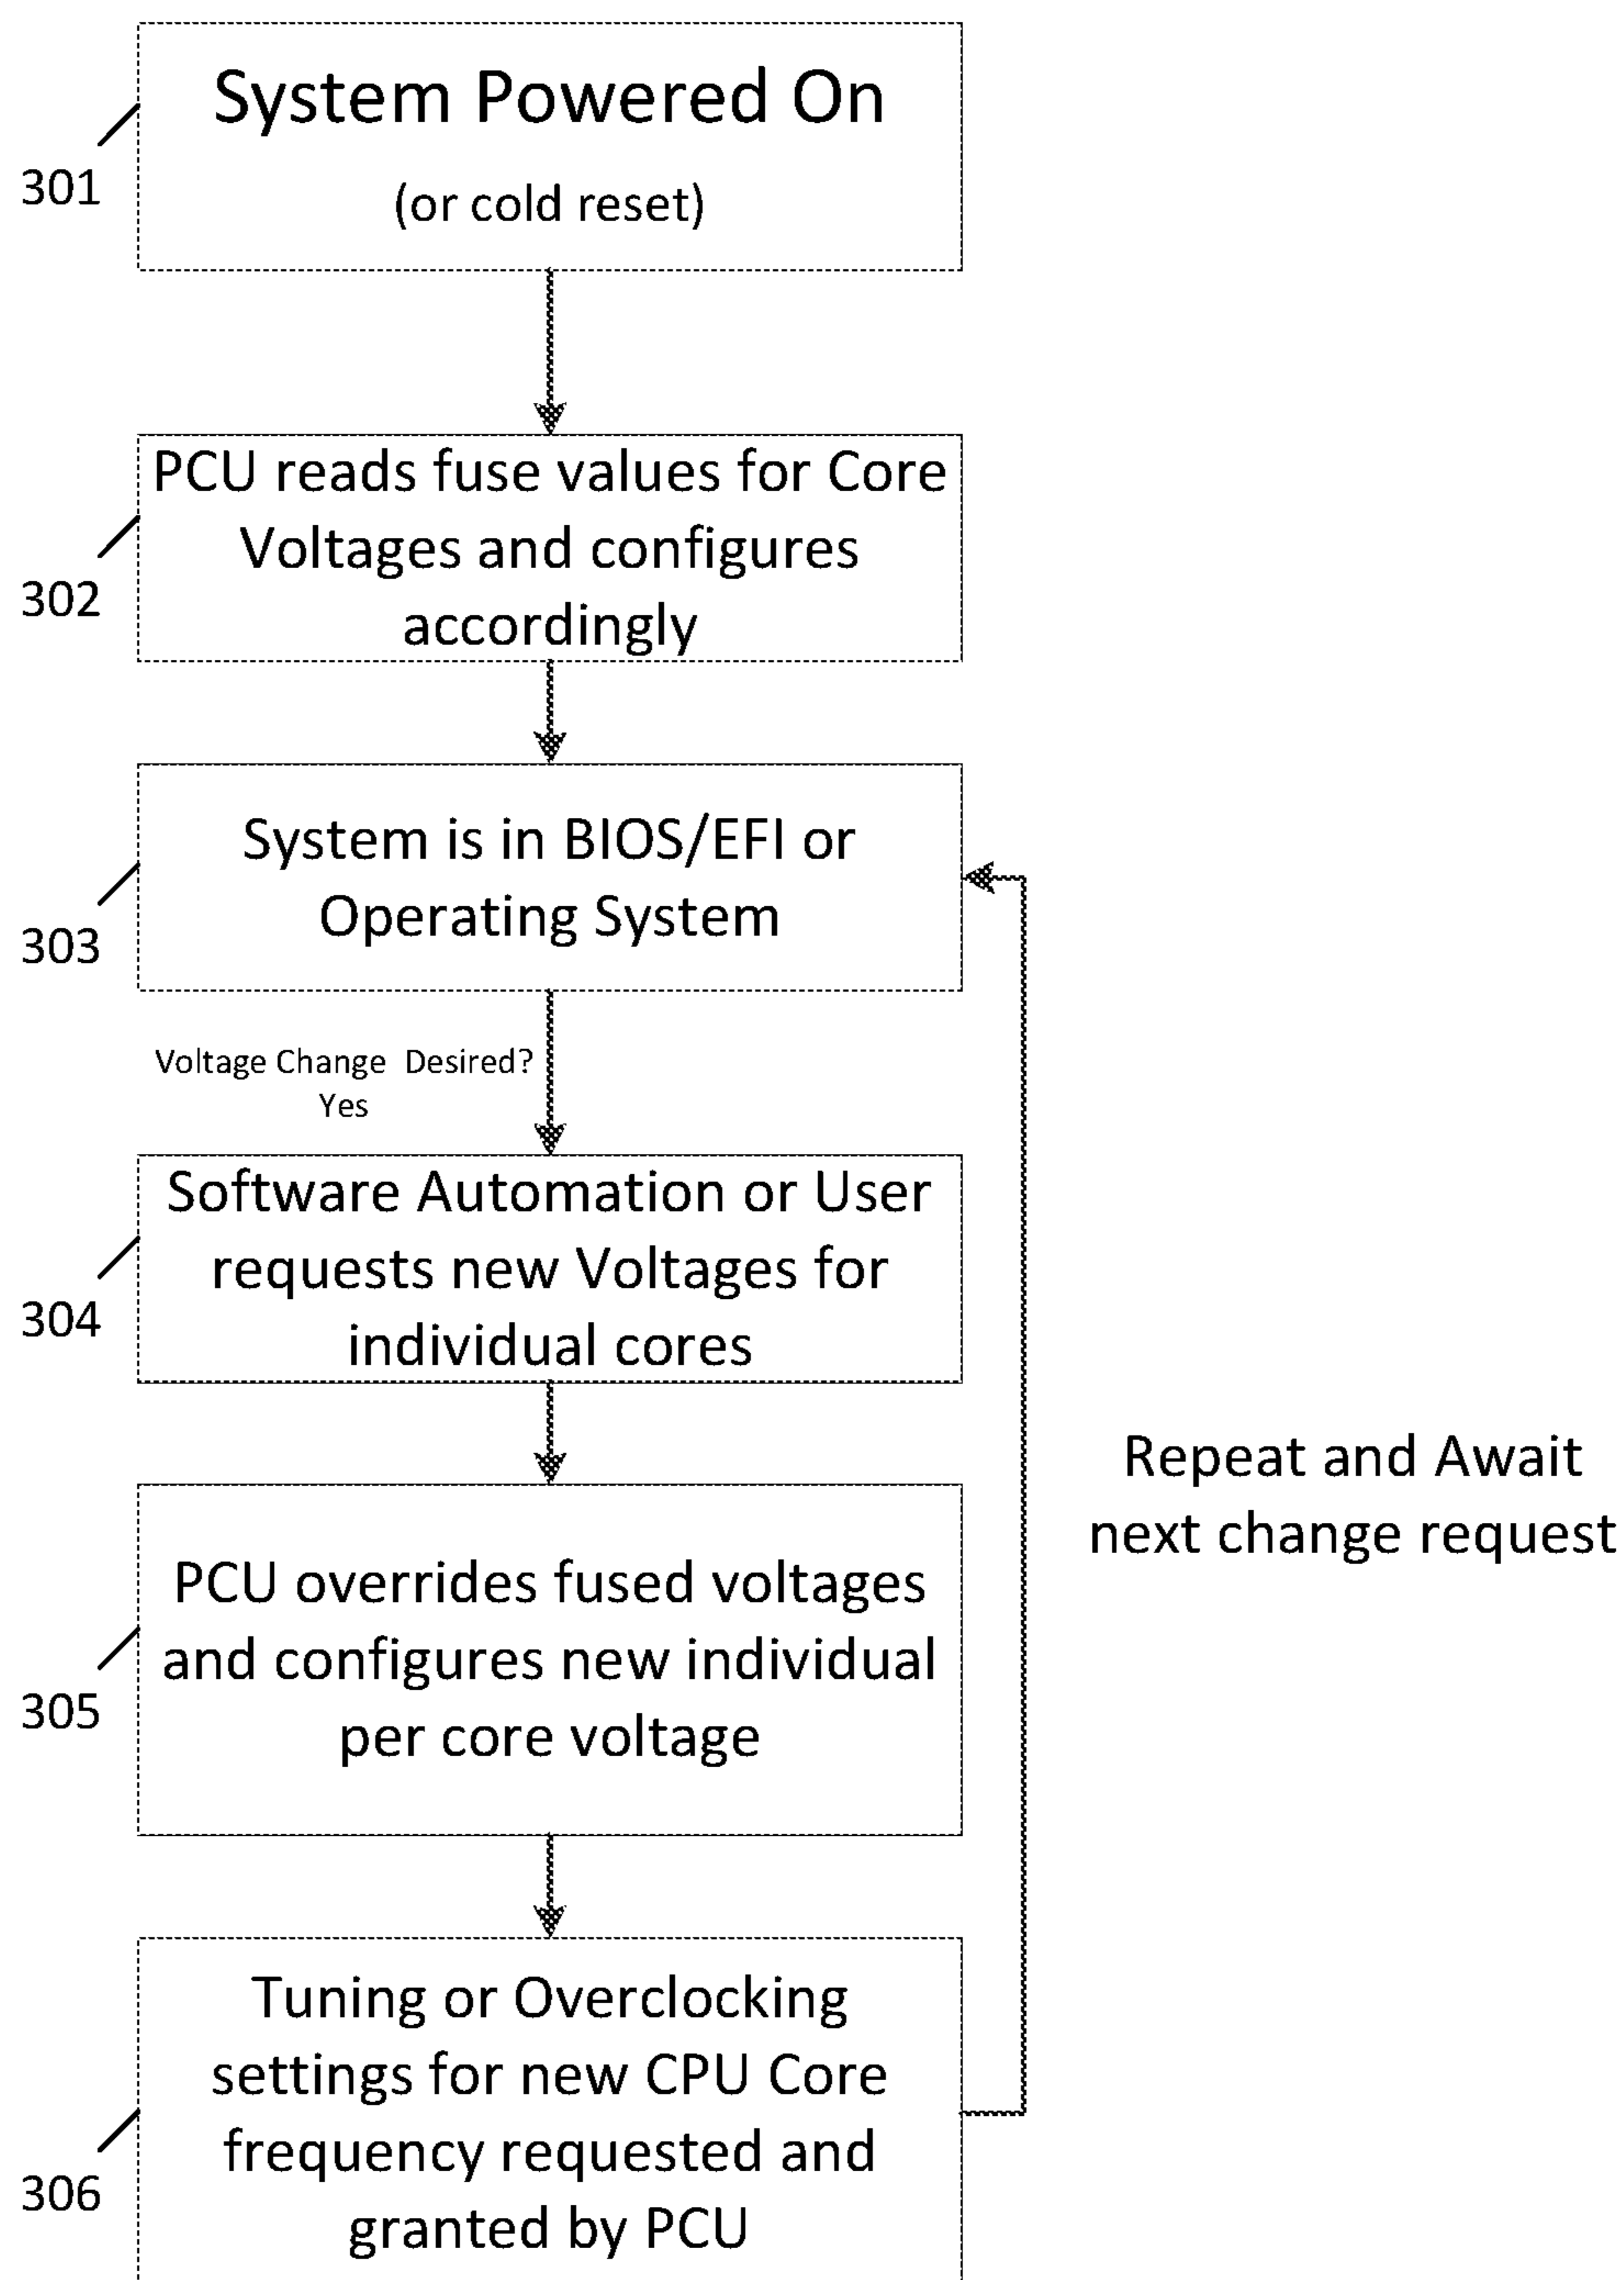 System Powered On
(or cold reset)
301
PCU reads fuse values for Core
Voltages and configures
accordingly
302
System is in BIOS/EFI or
Operating System
303
Voltage Change  Desired?
Yes
Software Automation or User
requests new Voltages for
individual cores
304
Repeat and Await
next change request
PCU overrides fused voltages
and configures new individual
per core voltage
305
Tuning or Overclocking
settings for new CPU Core
frequency requested and
granted by PCU
306